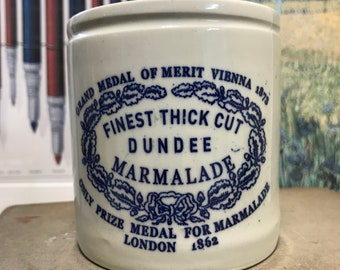 GRAND MEDAL OF MERIT VIENNA 1873
FINEST THICK CUT
DUNDEE
MARMALADE
ONLY PRIZE MEDAL FOR MARMALADE
LONDON 1862